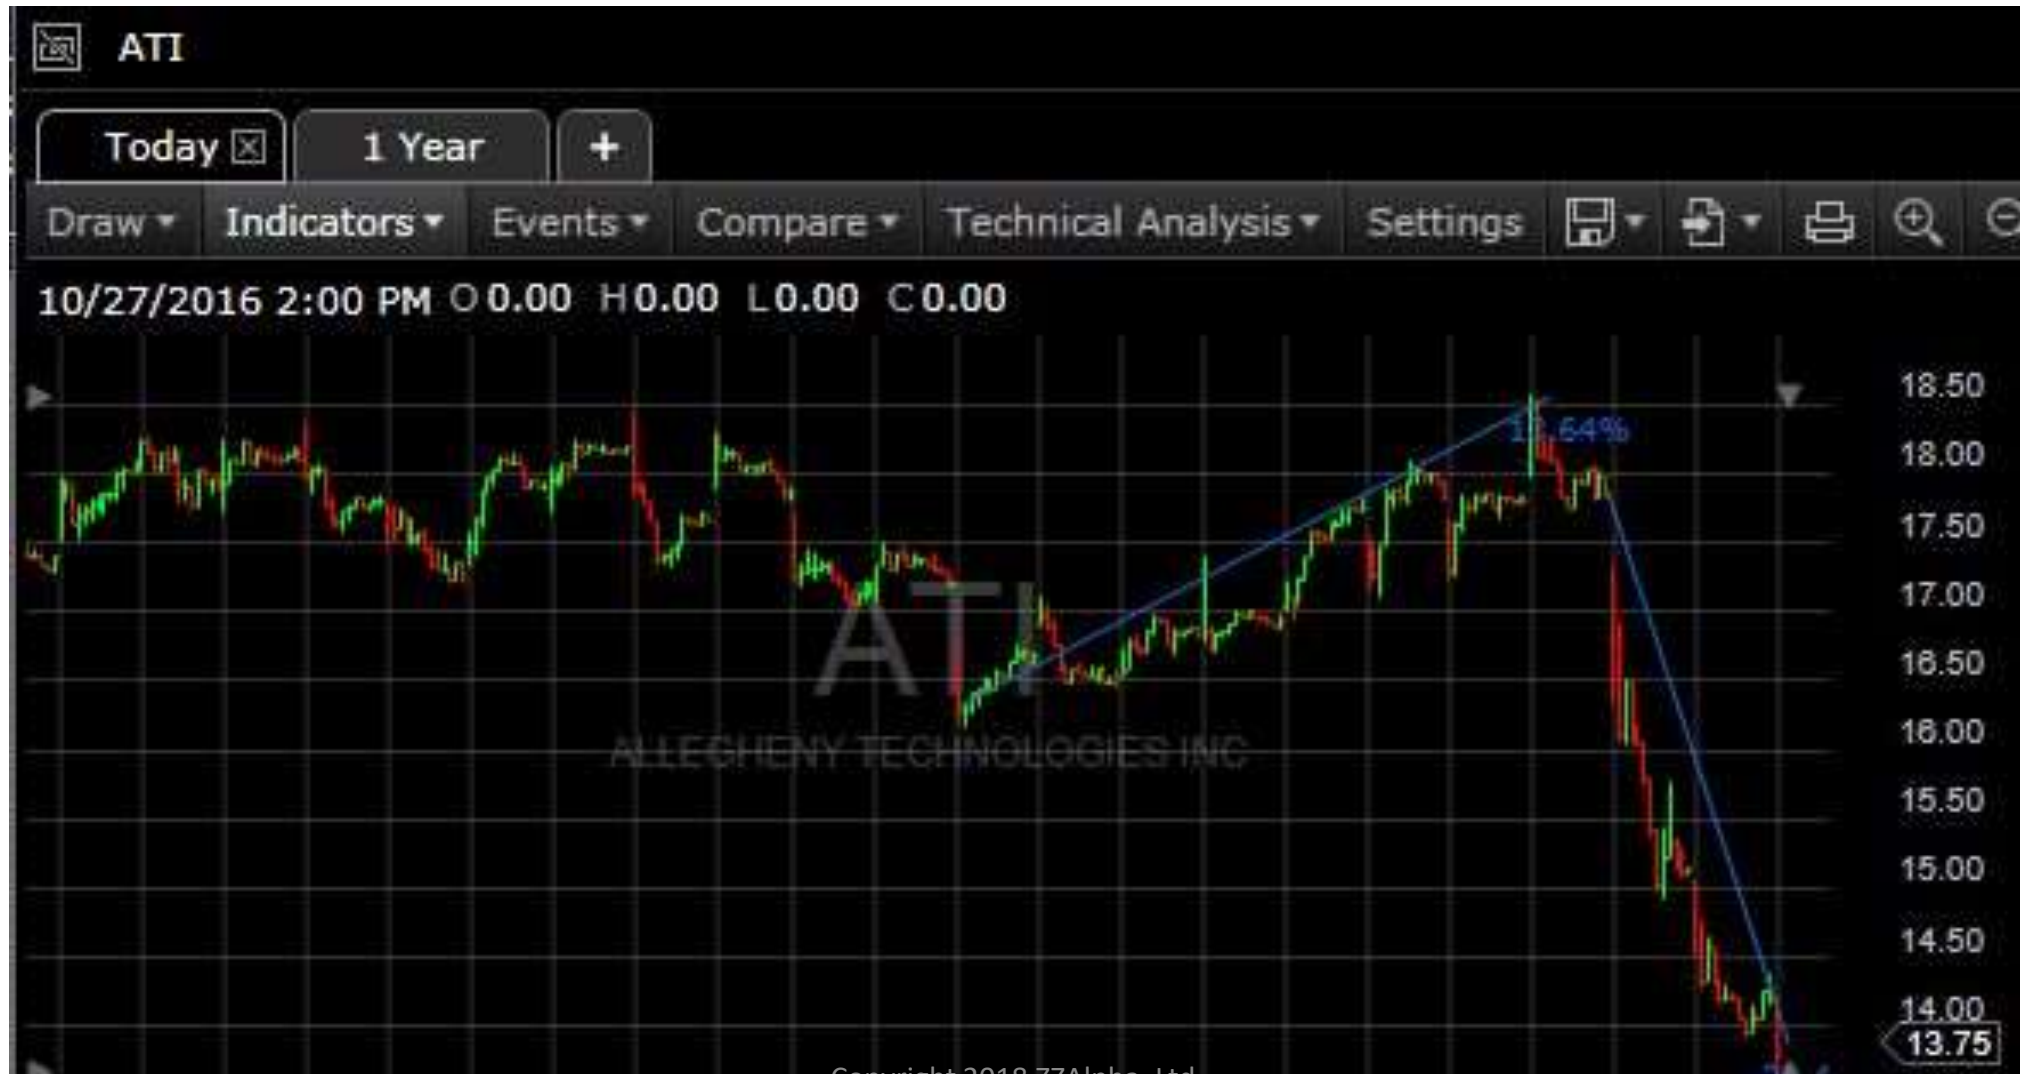 ATI
Today 1 Year +
Draw Indicators Events Compare Technical Analysis Settings
10/27/2016 2:00 PM O 0.00 H 0.00 L 0.00 C 0.00
18.50
.64%
18.00
17.50
17.00
16.50
ATI
16.00
ALLEGHENY TECHNOLOGIES INC
15.50
15.00
14.50
14.00
13.75